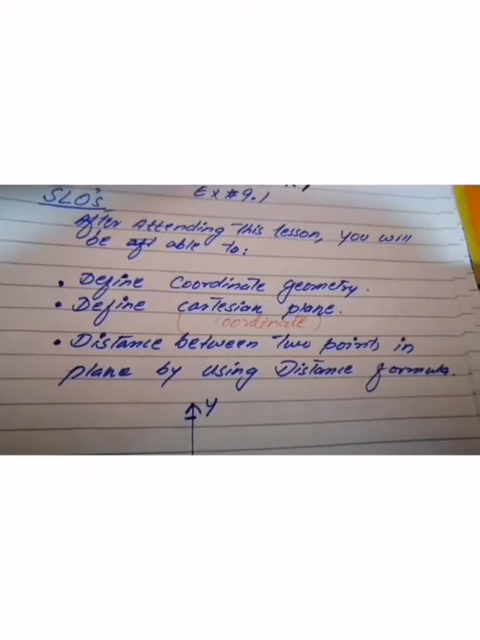 SLO's
Ex # 9.1
After Attending this lesson, you will
be able to:
• Define Coordinate geometry.
• Define cartesian plane.
(coordinate)
• Distance between two points in
plane by using Distance formula.
Y